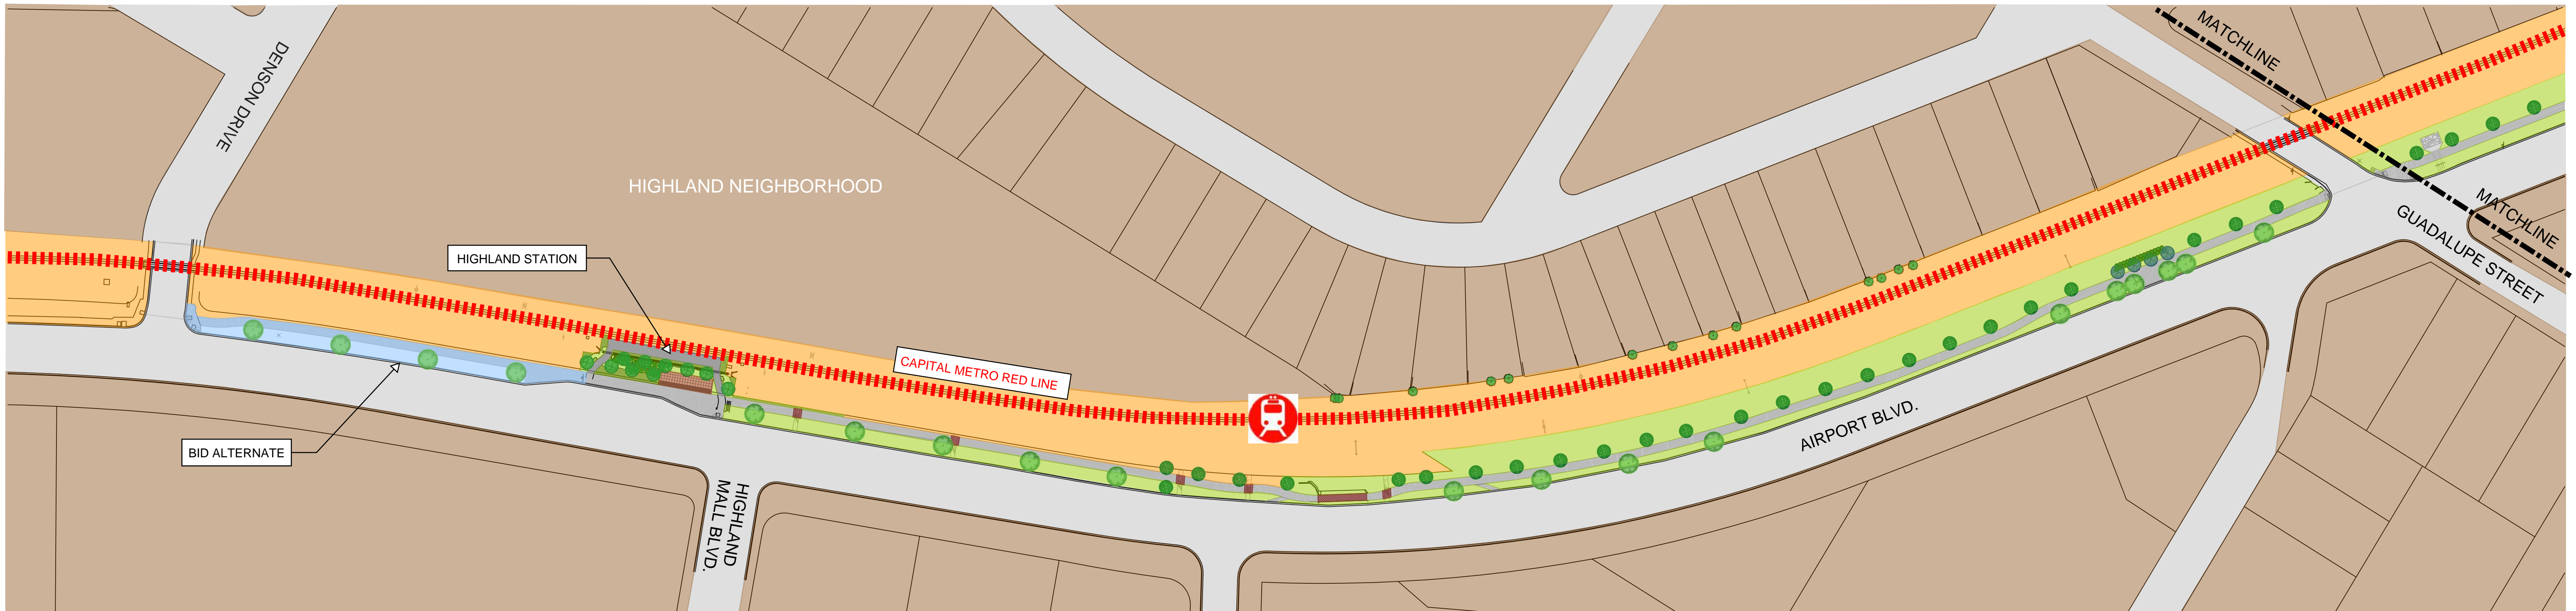 MATCHLINE
DENSON DRIVE
HIGHLAND NEIGHBORHOOD
MATCHLINE
GUADALUPE STREET
HIGHLAND STATION
CAPITAL METRO RED LINE
AIRPORT BLVD.
BID ALTERNATE
HIGHLAND
MALL BLVD.